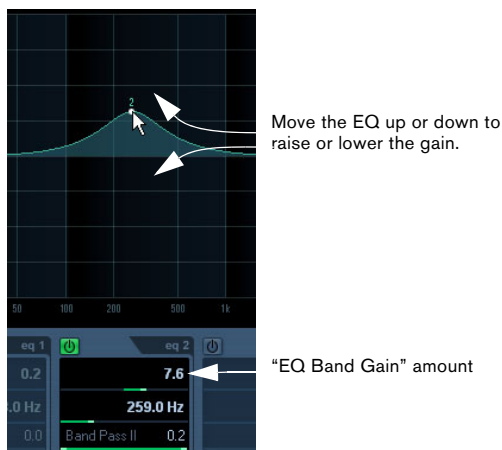 2
Move the EQ up or down to
raise or lower the gain.
50 100 200 500 1k
eq 1 eq 2
0.2 7.6
“EQ Band Gain” amount
.0 Hz 259.0 Hz
0.0 Band Pass II 0.2